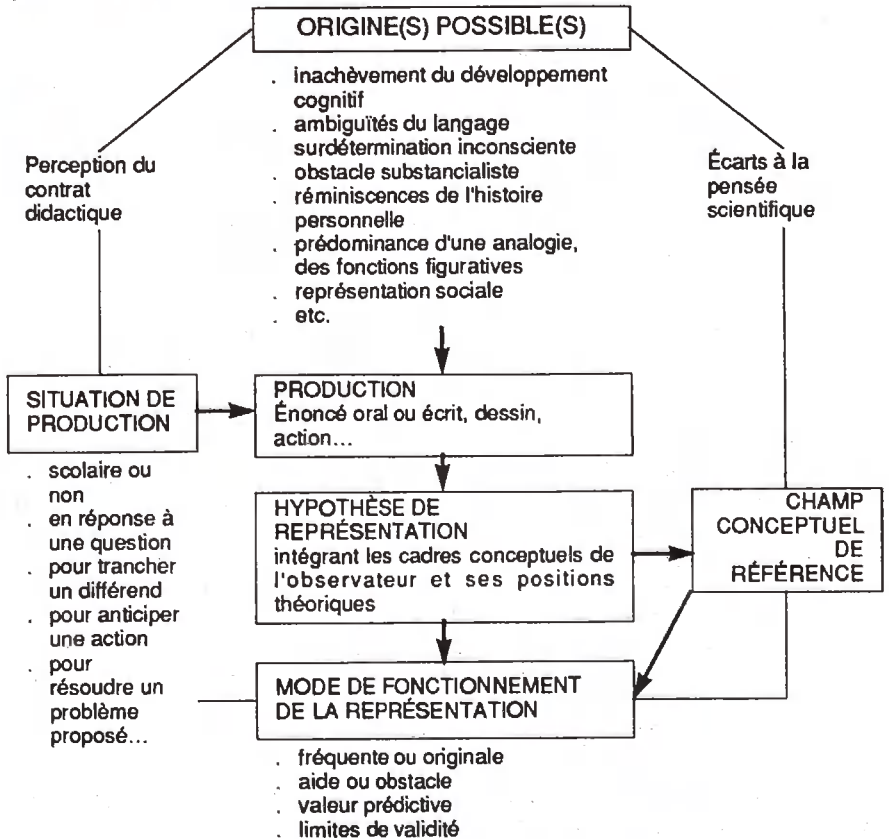 ORIGINE(S) POSSIBLE(S)
. inachèvement du développement
cognitif
. ambiguïtés du langage
surdétermination inconsciente
. obstacle substancialiste
. réminiscences de l'histoire
personnelle
. prédominance d'une analogie,
des fonctions figuratives
. représentation sociale
. etc.
Perception du
contrat
didactique
Écarts à la
pensée
scientifique
SITUATION DE
PRODUCTION
. scolaire ou
non
. en réponse à
une question
. pour trancher
un différend
. pour anticiper
une action
. pour
résoudre un
problème
proposé...
PRODUCTION
Énoncé oral ou écrit, dessin,
action...
HYPOTHÈSE DE
REPRÉSENTATION
intégrant les cadres conceptuels de
l'observateur et ses positions
théoriques
CHAMP
CONCEPTUEL
DE
RÉFÉRENCE
MODE DE FONCTIONNEMENT
DE LA REPRÉSENTATION
. fréquente ou originale
. aide ou obstacle
. valeur prédictive
. limites de validité